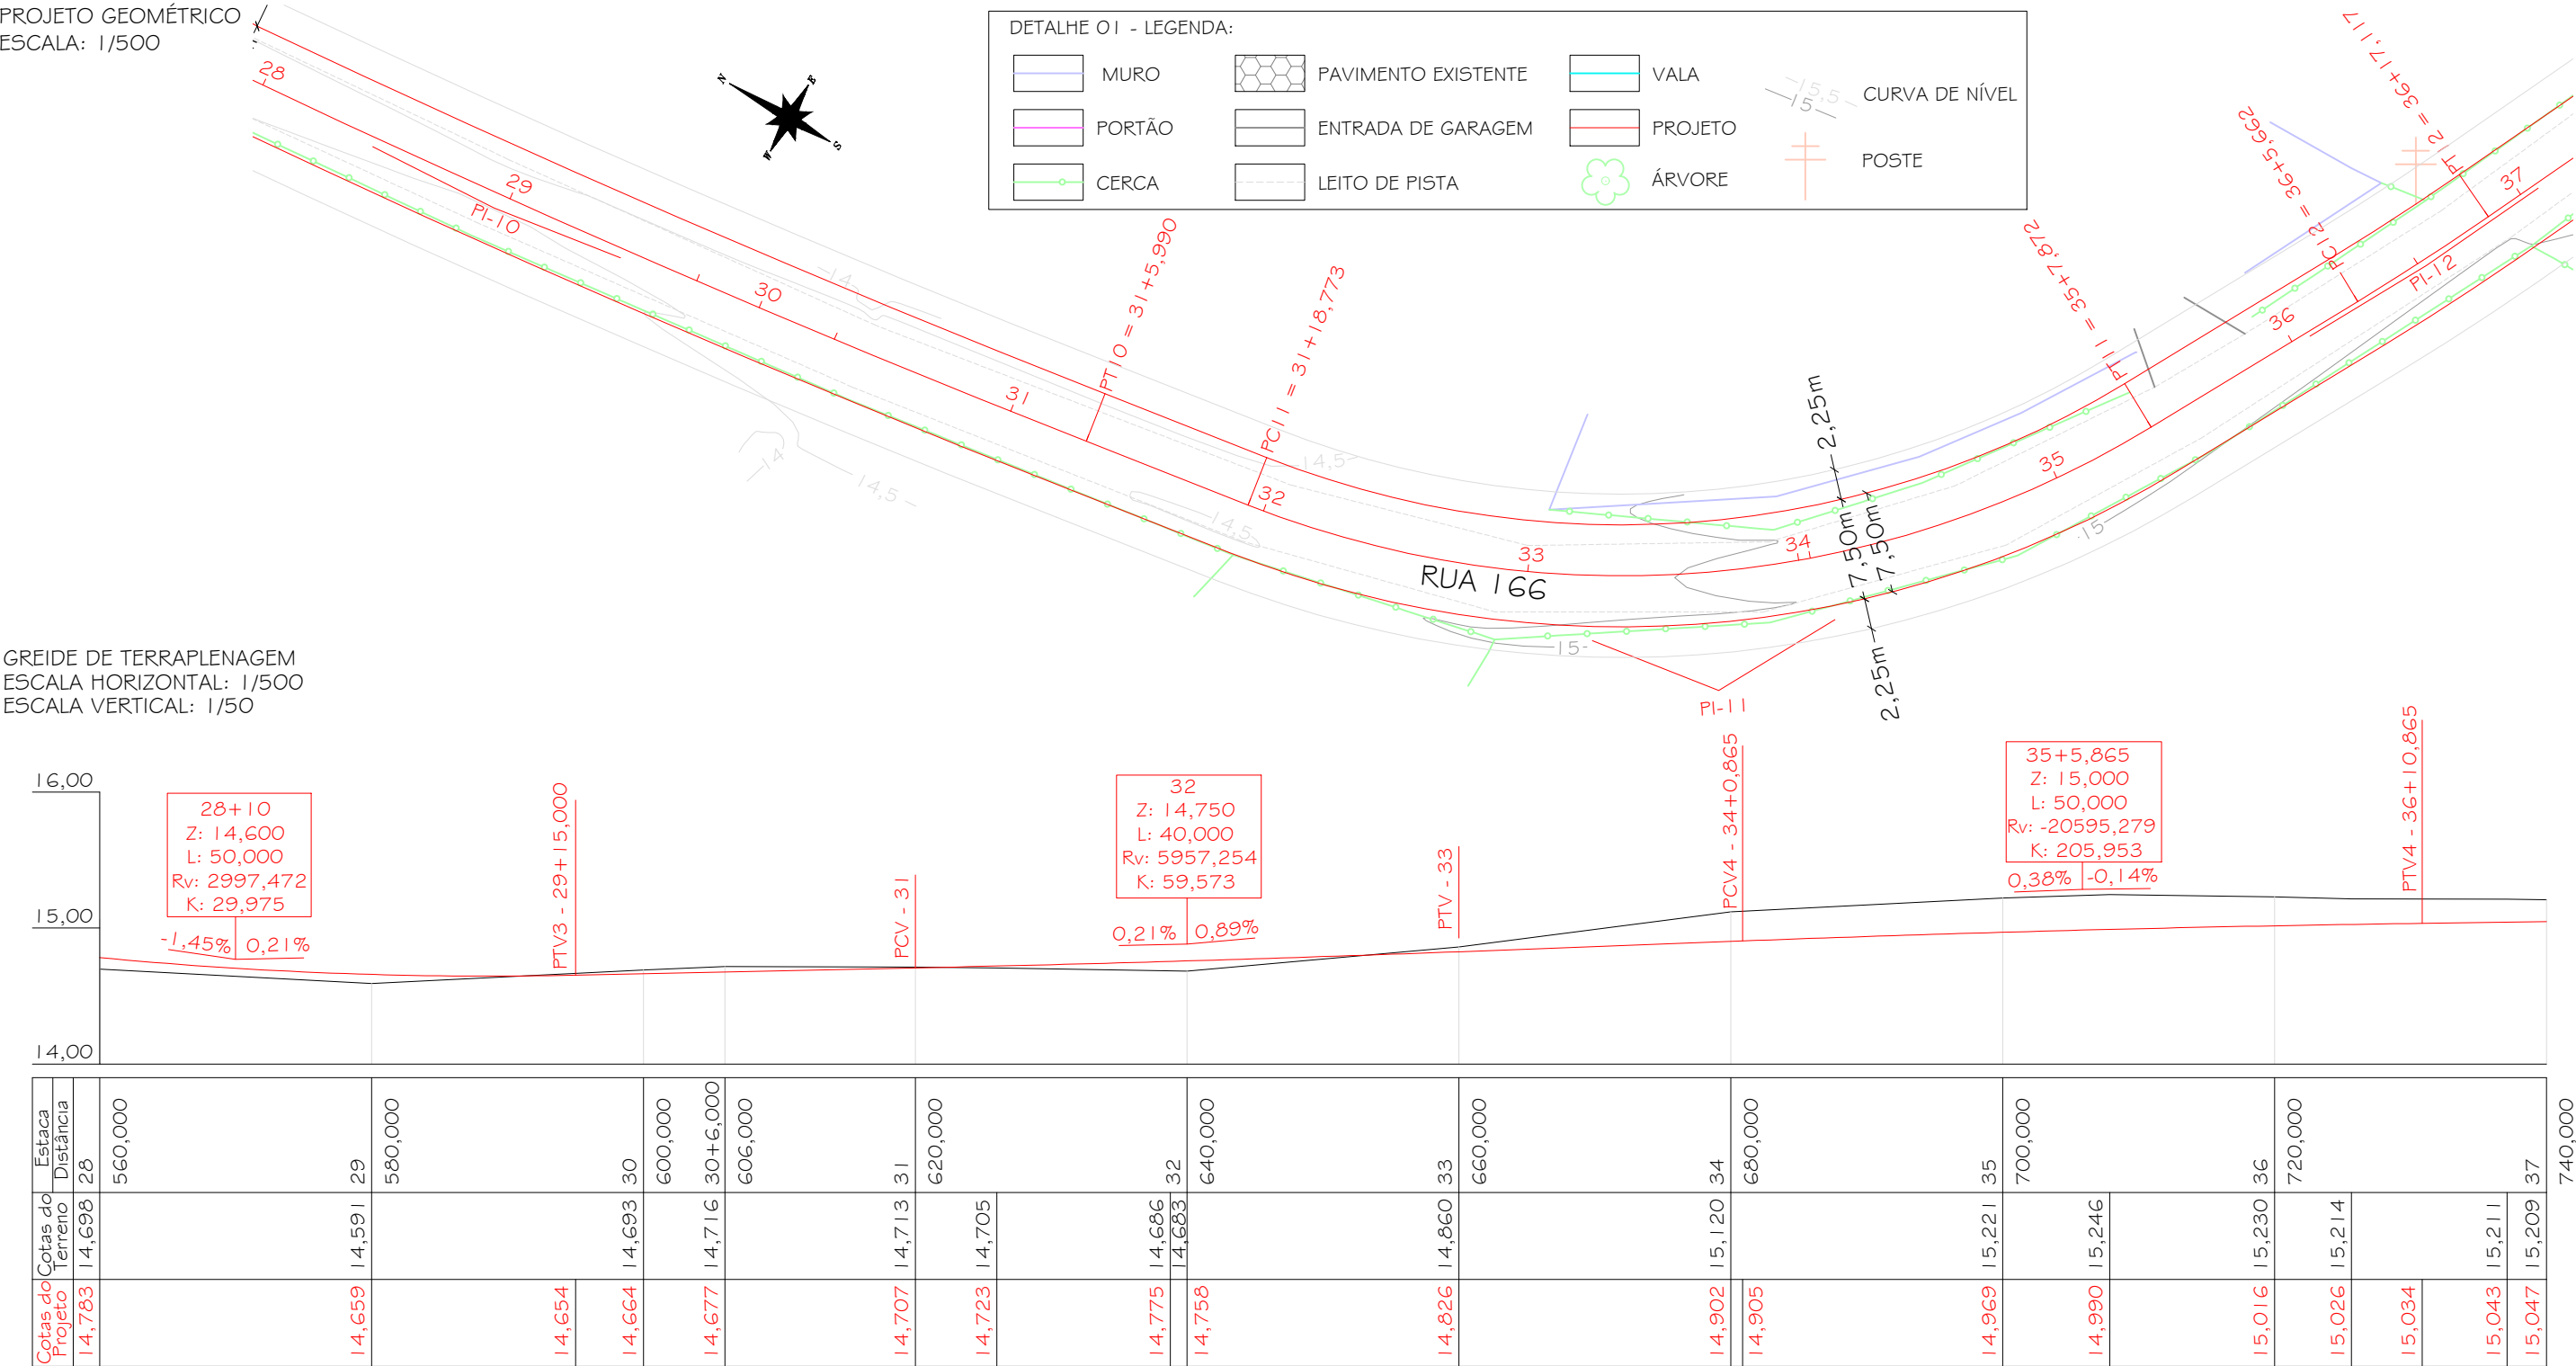 PROJETO GEOMÉTRICO
ESCALA: 1/500
DETALHE 01 - LEGENDA:
MURO
PAVIMENTO EXISTENTE
VALA
15,5
15
CURVA DE NÍVEL
PORTÃO
ENTRADA DE GARAGEM
PROJETO
POSTE
CERCA
LEITO DE PISTA
ÁRVORE
N
E
W
S
28
29
PI-10
30
31
14
14
14,5
PT10 = 31+5,990
PC11 = 31+18,773
32
14,5
14,5
33
RUA 166
34
15
PI-11
2,25m
7,50m
7,50m
2,25m
35
15
PT11 = 35+7,872
36
PC12 = 36+5,662
PI-12
PT12 = 36+17,117
37
GREIDE DE TERRAPLENAGEM
ESCALA HORIZONTAL: 1/500
ESCALA VERTICAL: 1/50
16,00
15,00
14,00
28+10
Z: 14,600
L: 50,000
Rv: 2997,472
K: 29,975
-1,45% 0,21%
PTV3 - 29+15,000
PCV - 31
32
Z: 14,750
L: 40,000
Rv: 5957,254
K: 59,573
0,21% 0,89%
PTV - 33
PCV4 - 34+0,865
35+5,865
Z: 15,000
L: 50,000
Rv: -20595,279
K: 205,953
0,38% -0,14%
PTV4 - 36+10,865
Estaca
Distância
28 560,000 29 580,000 30 600,000 30+6,000 606,000 31 620,000 32 640,000 33 660,000 34 680,000 35 700,000 36 720,000 37 740,000
Cotas do
Terreno
14,698 14,591 14,693 14,716 14,713 14,705 14,686 14,683 14,860 15,120 15,221 15,246 15,230 15,214 15,211 15,209
Cotas do
Projeto
14,783 14,659 14,654 14,664 14,677 14,707 14,723 14,775 14,758 14,826 14,902 14,905 14,969 14,990 15,016 15,026 15,034 15,043 15,047